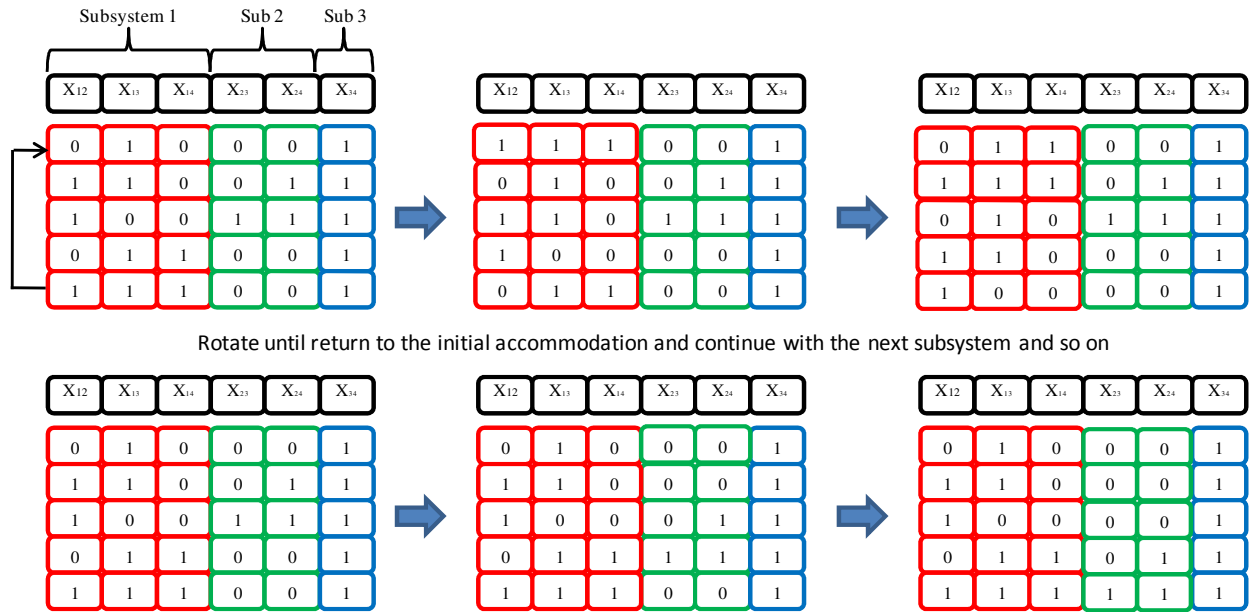 Subsystem 1 Sub 2 Sub 3
X12 X13 X14 X23 X24 X34 X12 X13 X14 X23 X24 X34 X12 X13 X14 X23 X24 X34
0 1 0 0 0 1 1 1 1 0 0 1 0 1 1 0 0 1
1 1 0 0 1 1 0 1 0 0 1 1 1 1 1 0 1 1
1 0 0 1 1 1 1 1 0 1 1 1 0 1 0 1 1 1
0 1 1 0 0 1 1 0 0 0 0 1 1 1 0 0 0 1
1 1 1 0 0 1 0 1 1 0 0 1 1 0 0 0 0 1
Rotate until return to the initial accommodation and continue with the next subsystem and so on
X12 X13 X14 X23 X24 X34 X12 X13 X14 X23 X24 X34 X12 X13 X14 X23 X24 X34
0 1 0 0 0 1 0 1 0 0 0 1 0 1 0 0 0 1
1 1 0 0 1 1 1 1 0 0 0 1 1 1 0 0 0 1
1 0 0 1 1 1 1 0 0 0 1 1 1 0 0 0 0 1
0 1 1 0 0 1 0 1 1 1 1 1 0 1 1 0 1 1
1 1 1 0 0 1 1 1 1 0 0 1 1 1 1 1 1 1